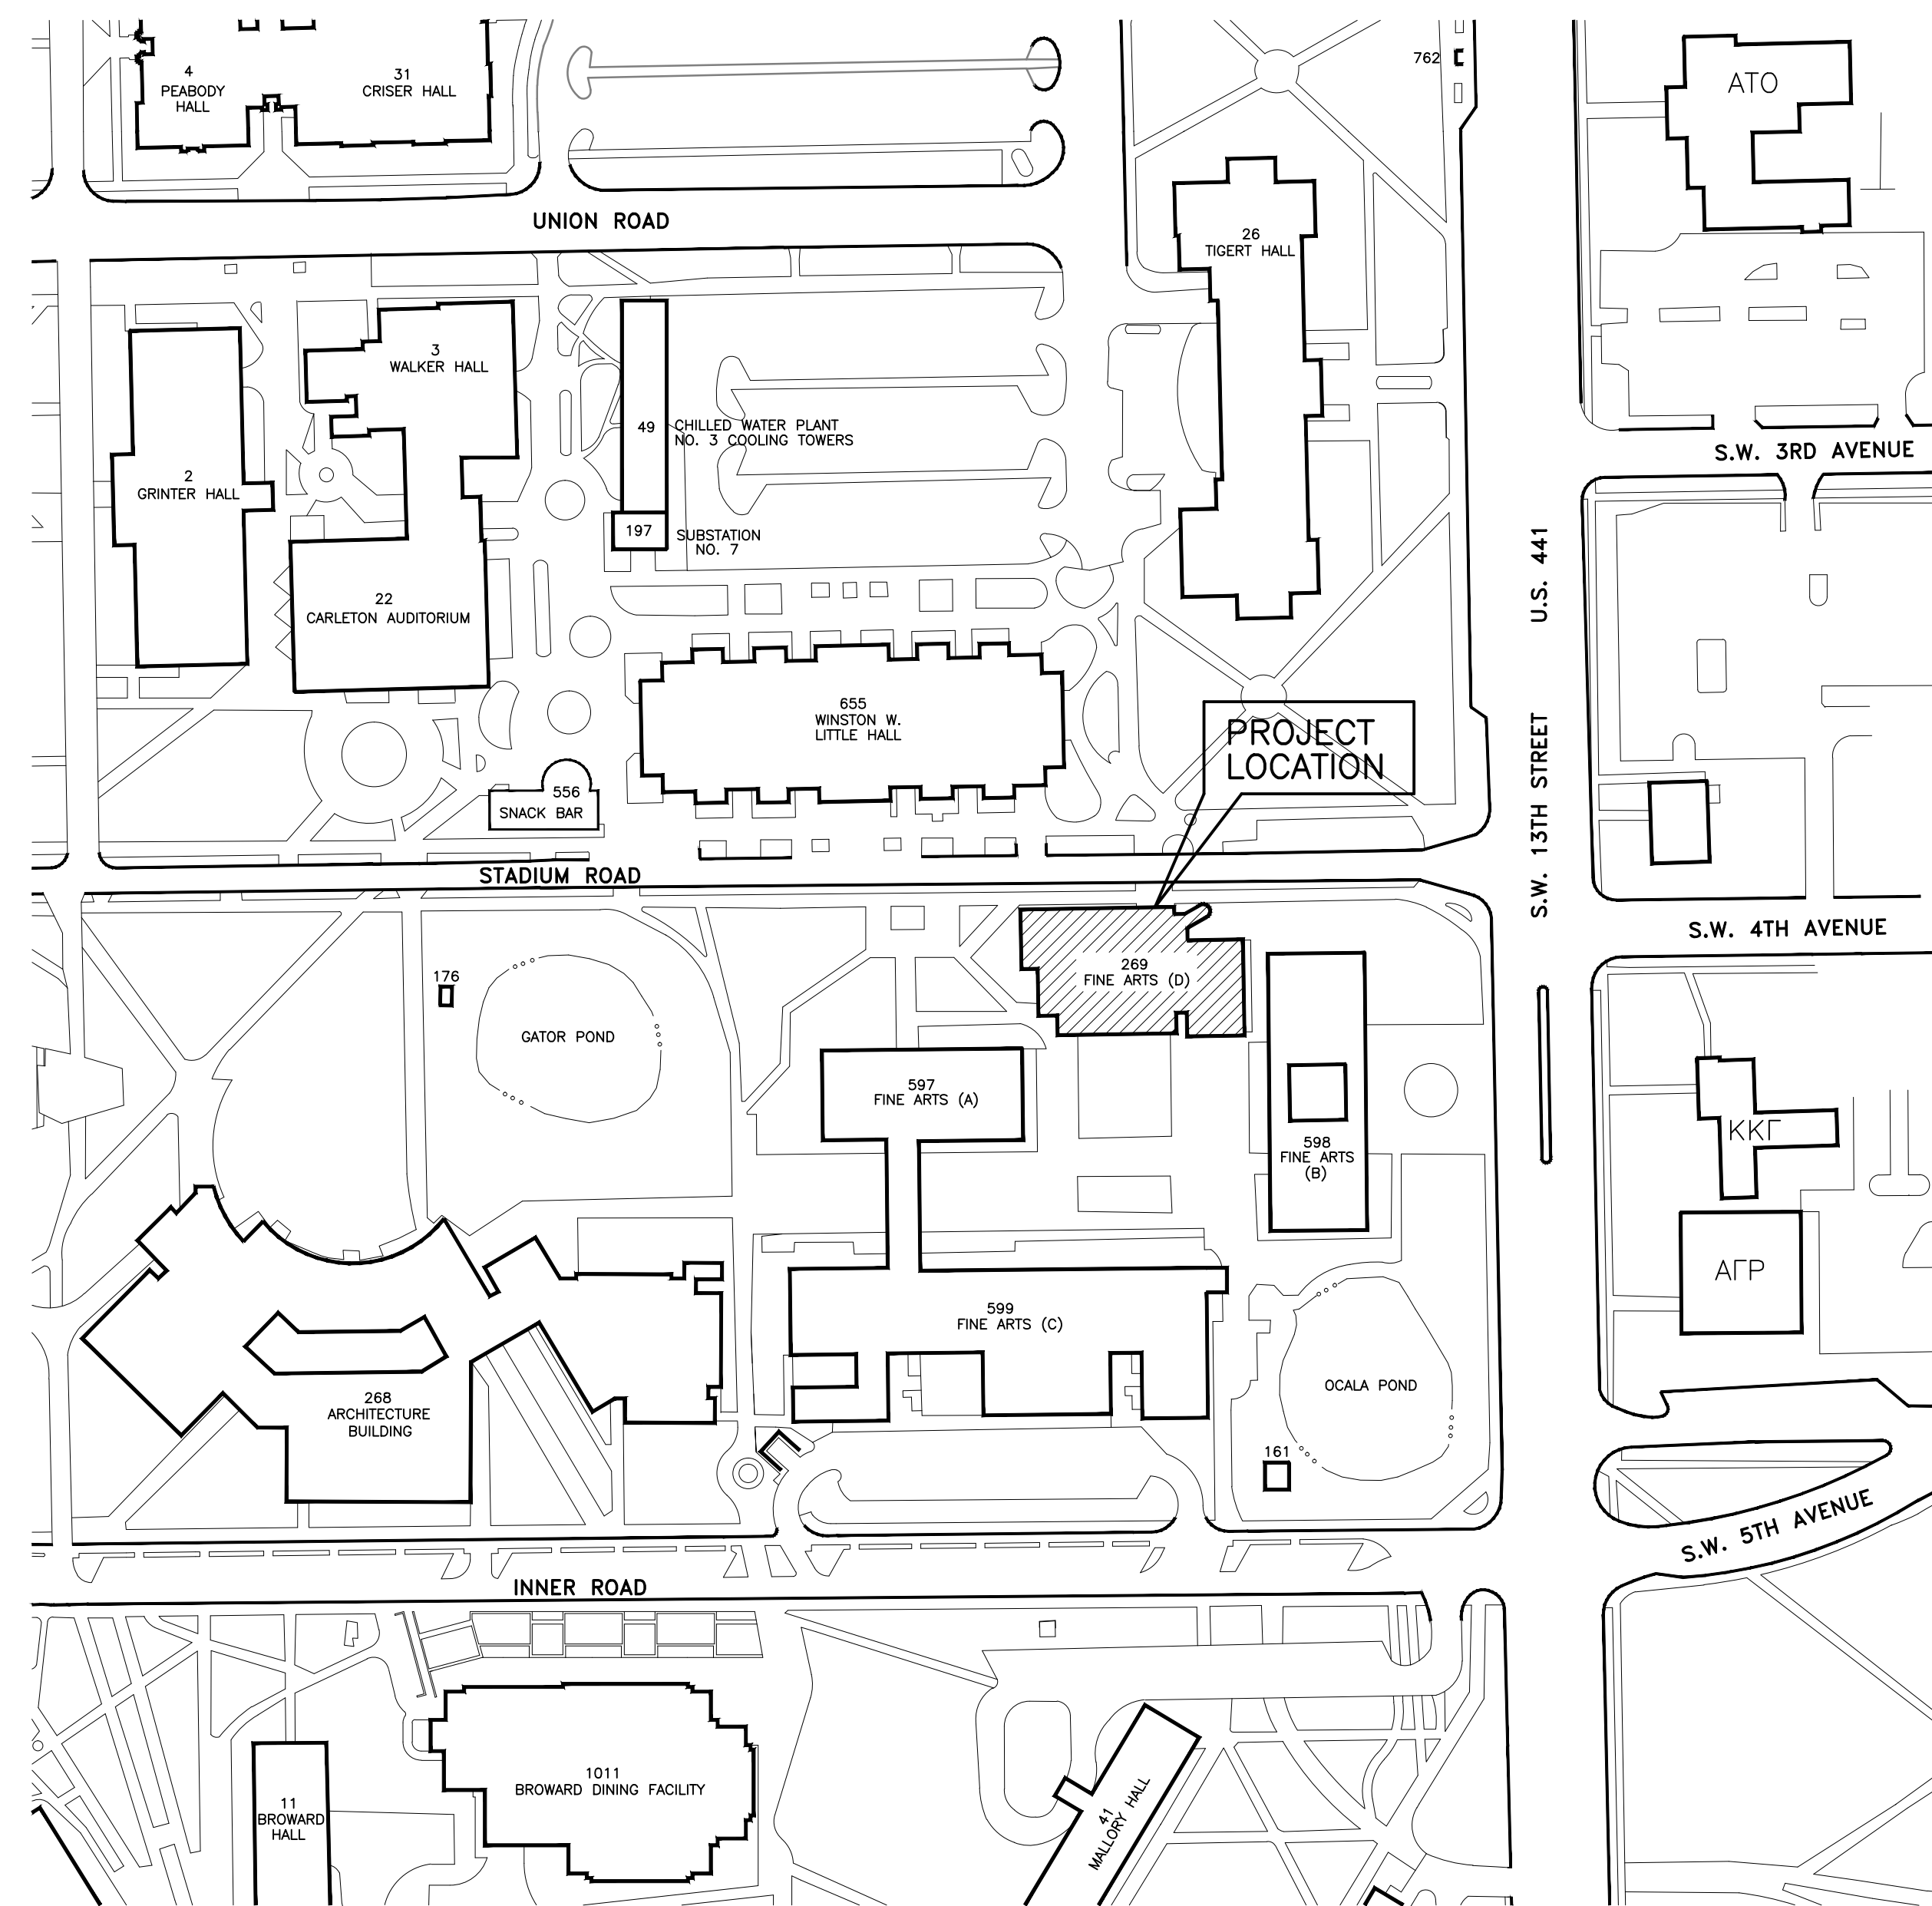 4
PEABODY
HALL
31
CRISER HALL
762
ΑΤΟ
UNION ROAD
26
TIGERT HALL
3
WALKER HALL
49
CHILLED WATER PLANT
NO. 3 COOLING TOWERS
S.W. 3RD AVENUE
2
GRINTER HALL
197
SUBSTATION
NO. 7
U.S. 441
22
CARLETON AUDITORIUM
655
WINSTON W.
LITTLE HALL
PROJECT
LOCATION
S.W. 13TH STREET
556
SNACK BAR
STADIUM ROAD
S.W. 4TH AVENUE
176
269
FINE ARTS (D)
GATOR POND
597
FINE ARTS (A)
ΚΚΓ
598
FINE ARTS
(B)
ΑΓΡ
599
FINE ARTS (C)
OCALA POND
268
ARCHITECTURE
BUILDING
161
S.W. 5TH AVENUE
INNER ROAD
1011
BROWARD DINING FACILITY
11
BROWARD
HALL
41
MALLORY HALL